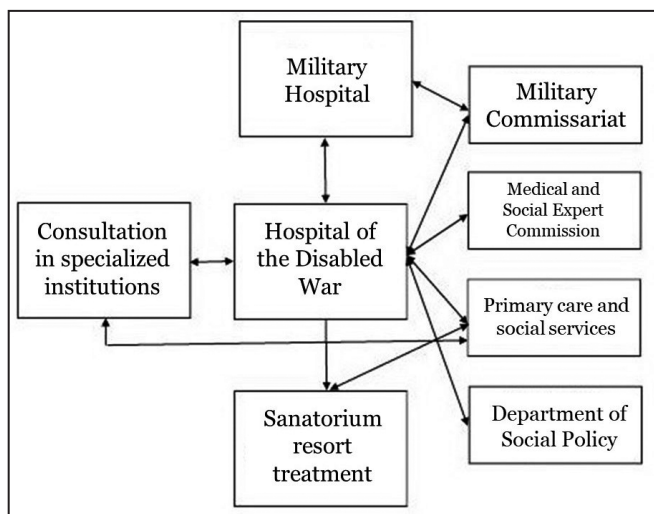 Military
Hospital
Military
Commissariat
Medical and
Social Expert
Commission
Consultation
in specialized
institutions
Hospital of
the Disabled
War
Primary care and
social services
Sanatorium
resort
treatment
Department of
Social Policy